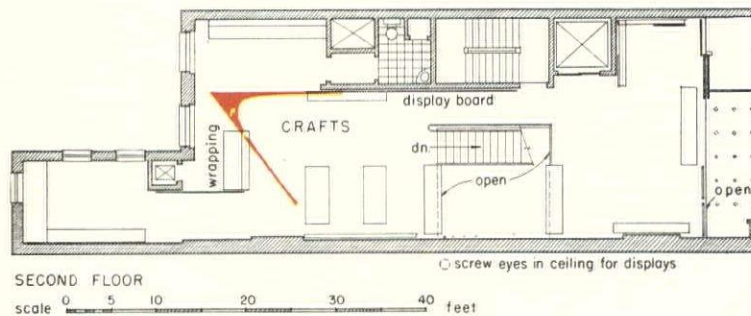 display board
CRAFTS
wrapping
dn.
open
open
screw eyes in ceiling for displays
SECOND FLOOR
scale 0 5 10 20 30 40 feet